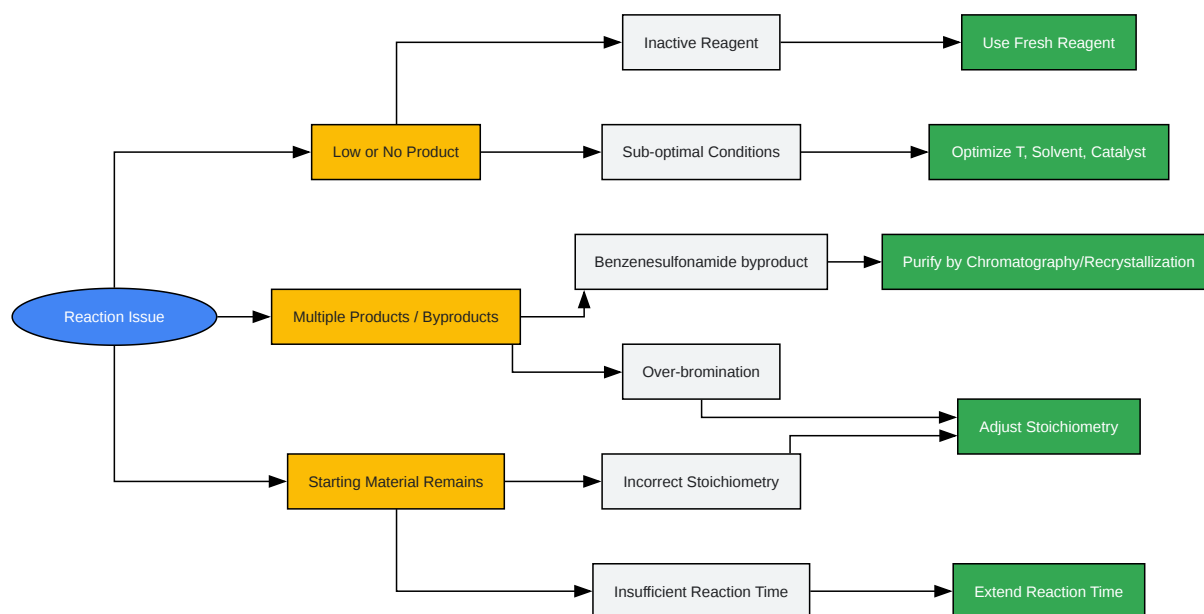 Inactive Reagent
Use Fresh Reagent
Low or No Product
Sub-optimal Conditions
Optimize T, Solvent, Catalyst
Benzenesulfonamide byproduct
Purify by Chromatography/Recrystallization
Reaction Issue
Multiple Products / Byproducts
Over-bromination
Adjust Stoichiometry
Starting Material Remains
Incorrect Stoichiometry
Insufficient Reaction Time
Extend Reaction Time